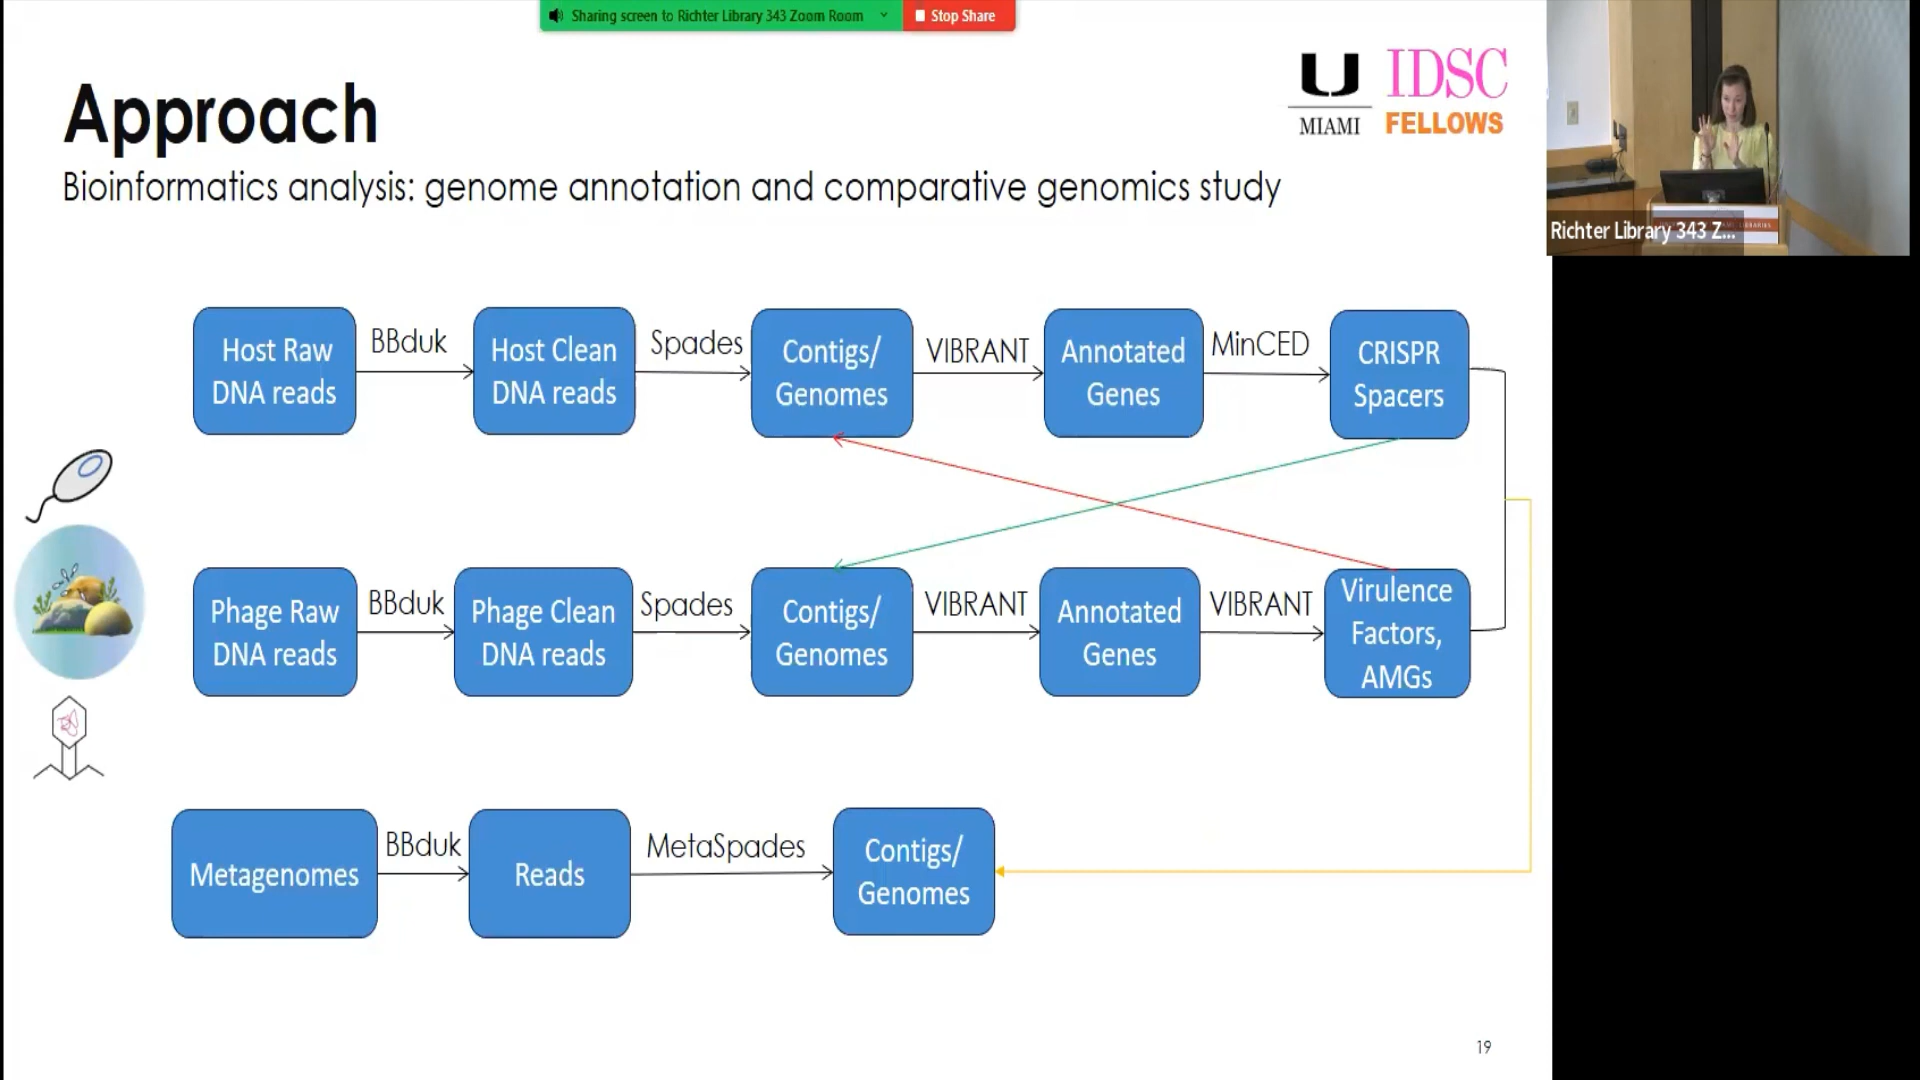 Sharing screen to Richter Library 343 Zoom Room
Stop Share
Approach
Bioinformatics analysis: genome annotation and comparative genomics study
U
MIAMI
IDSC
FELLOWS
Richter Library 343 Z...
Host Raw
DNA reads
BBduk
Host Clean
DNA reads
Spades
Contigs/
Genomes
VIBRANT
Annotated
Genes
MinCED
CRISPR
Spacers
Phage Raw
DNA reads
BBduk
Phage Clean
DNA reads
Spades
Contigs/
Genomes
VIBRANT
Annotated
Genes
VIBRANT
Virulence
Factors,
AMGs
Metagenomes
BBduk
Reads
MetaSpades
Contigs/
Genomes
19